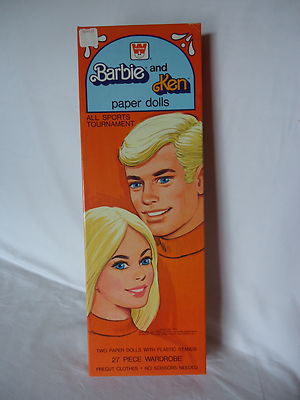 Barbie and
Ken
paper dolls
ALL SPORTS
TOURNAMENT
TWO PAPER DOLLS WITH PLASTIC STANDS
27 PIECE WARDROBE
PRECUT CLOTHES • NO SCISSORS NEEDED